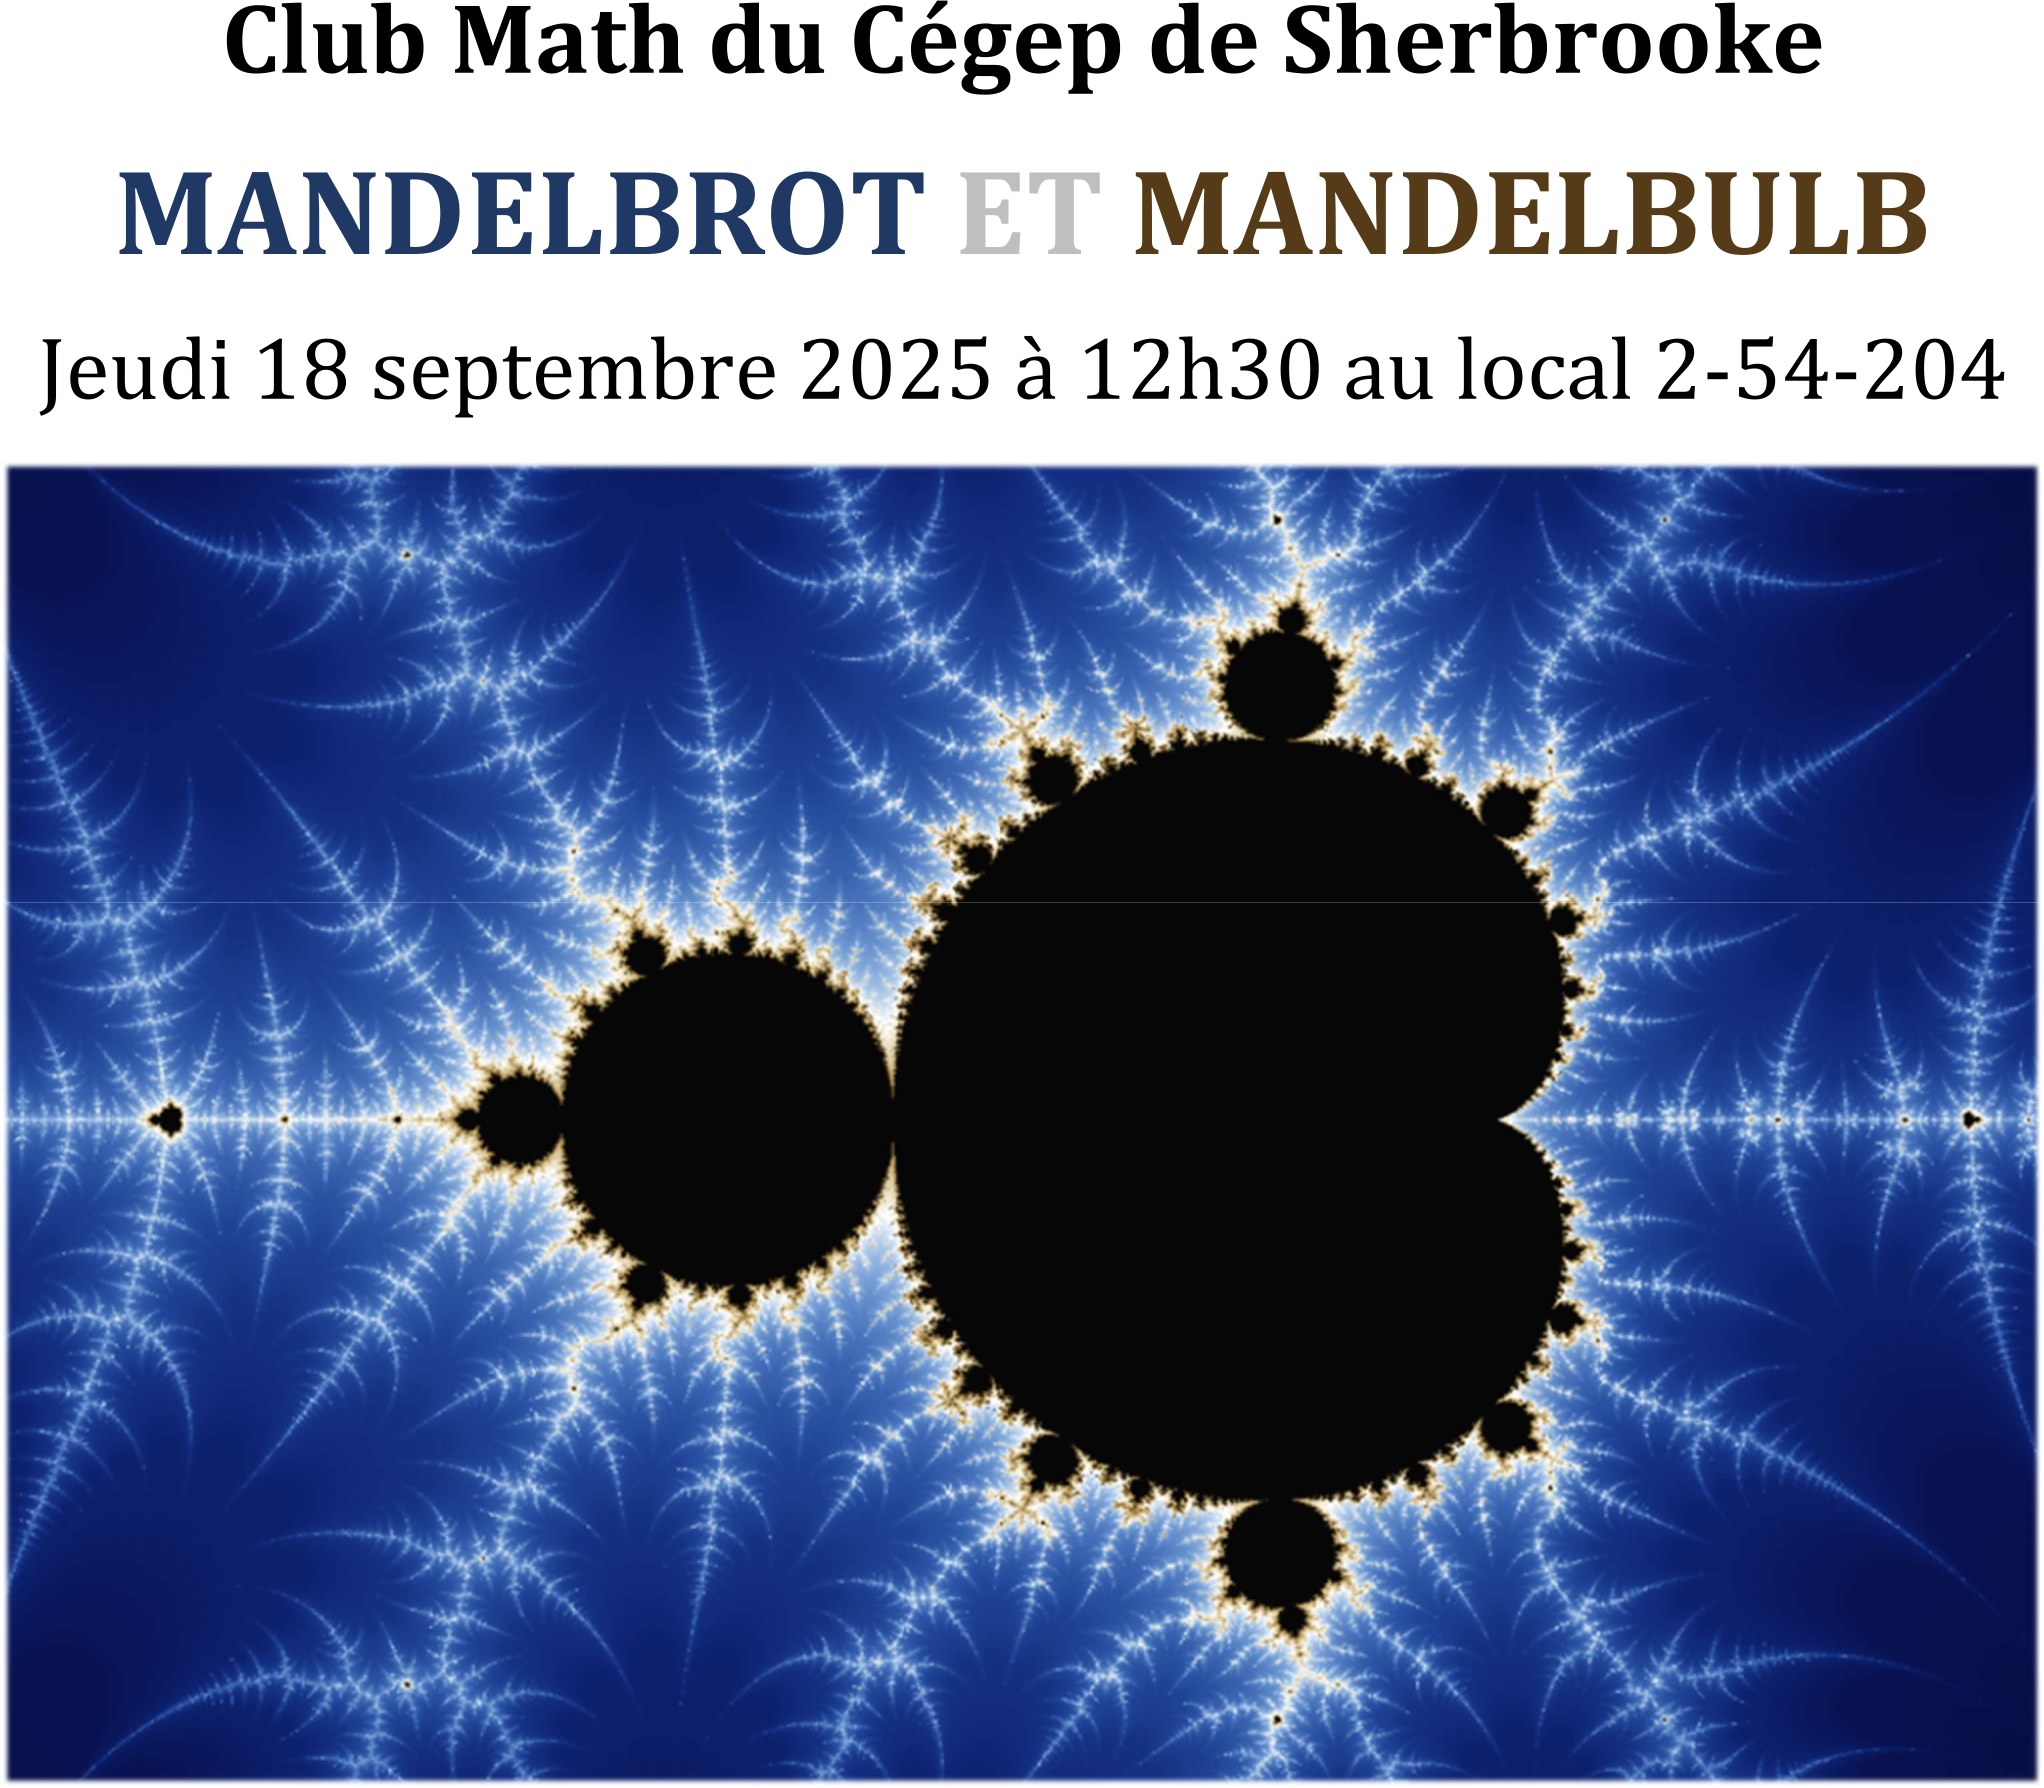 Club Math du Cégep de Sherbrooke
MANDELBROT ET MANDELBULB
Jeudi 18 septembre 2025 à 12h30 au local 2-54-204